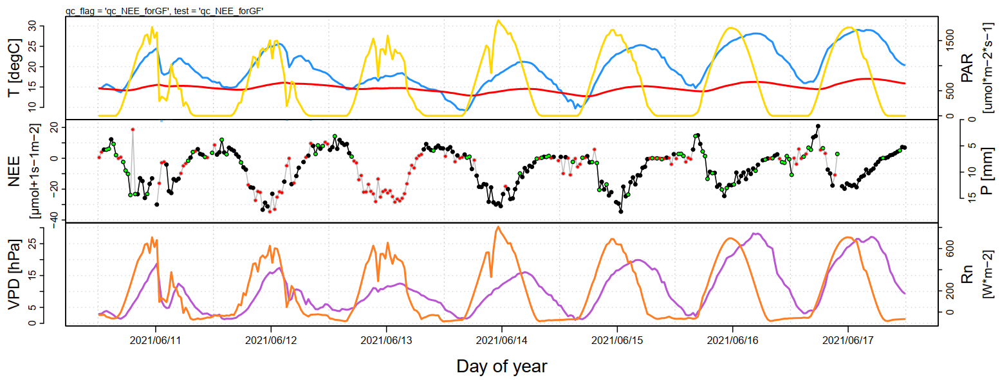 qc_flag = 'qc_NEE_forGF', test = 'qc_NEE_forGF'
T [degC]
10 15 20 25 30
PAR
[umol*m−2*s−1]
0 500 1500
NEE
[µmol+1s−1m−2]
−40 −20 0 20
P [mm]
0 5 10 15
VPD [hPa]
0 5 15 25
Rn
[W*m−2]
0 200 600
2021/06/11 2021/06/12 2021/06/13 2021/06/14 2021/06/15 2021/06/16 2021/06/17
Day of year